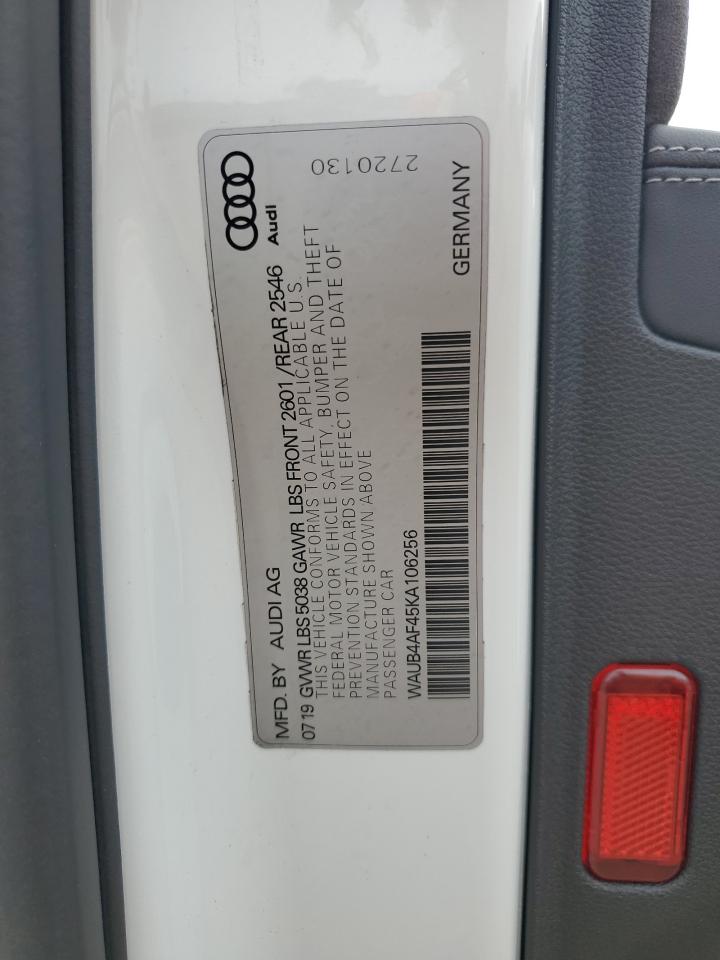 MFD. BY AUDI AG
Audi
0719 GVWR LBS 5038 GAWR LBS FRONT 2601 / REAR 2546
THIS VEHICLE CONFORMS TO ALL APPLICABLE U.S.
FEDERAL MOTOR VEHICLE SAFETY, BUMPER AND THEFT
PREVENTION STANDARDS IN EFFECT ON THE DATE OF
MANUFACTURE SHOWN ABOVE
PASSENGER CAR
2720130
WAUB4AF45KA106256
GERMANY